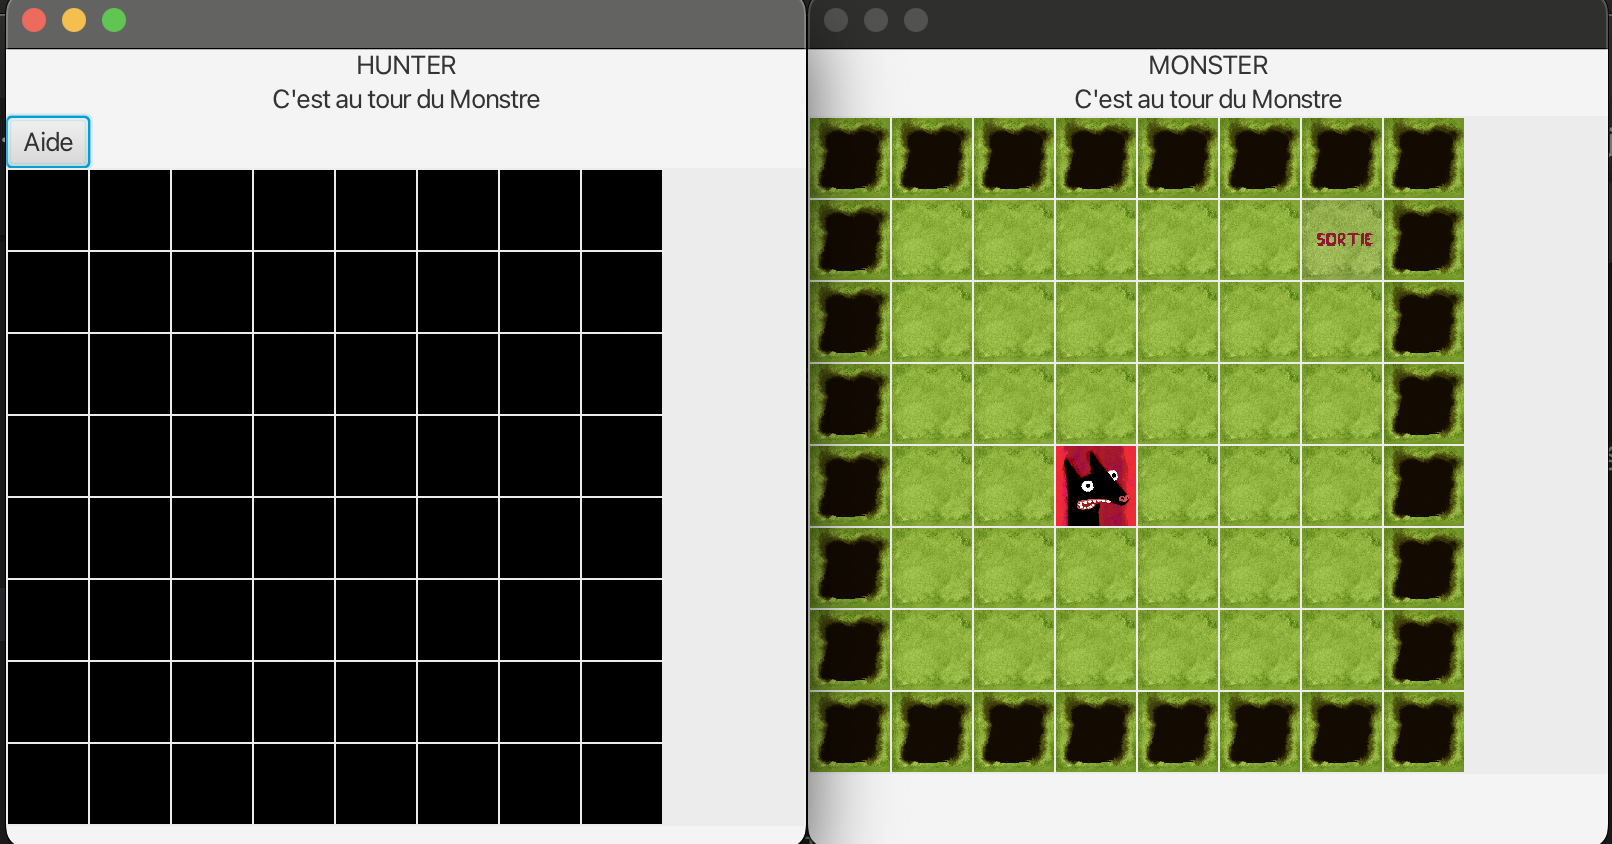 HUNTER
C'est au tour du Monstre
Aide
MONSTER
C'est au tour du Monstre
SORTIE